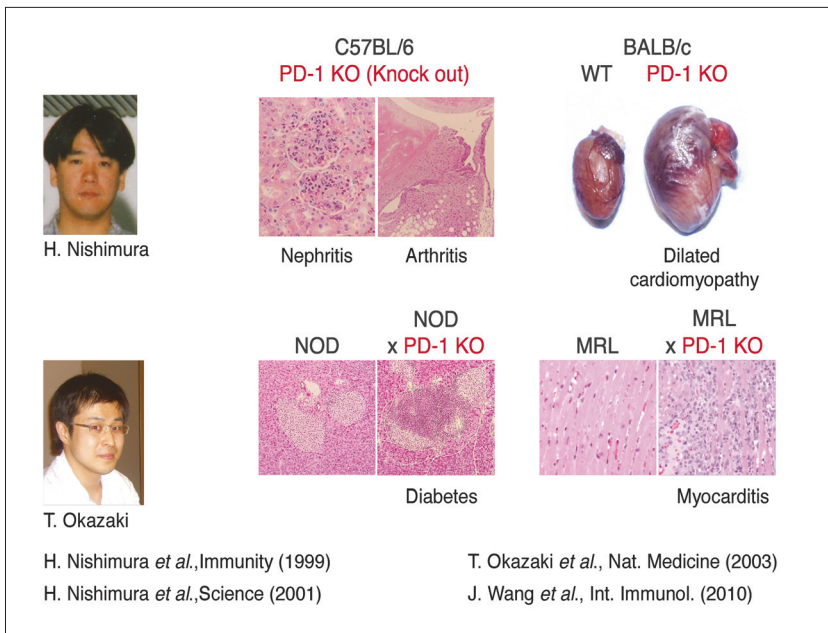 C57BL/6
PD-1 KO (Knock out)
BALB/c
WT PD-1 KO
H. Nishimura
Nephritis
Arthritis
Dilated
cardiomyopathy
NOD
NOD
x PD-1 KO
MRL
MRL
x PD-1 KO
Diabetes
Myocarditis
T. Okazaki
H. Nishimura et al.,Immunity (1999)
H. Nishimura et al.,Science (2001)
T. Okazaki et al., Nat. Medicine (2003)
J. Wang et al., Int. Immunol. (2010)